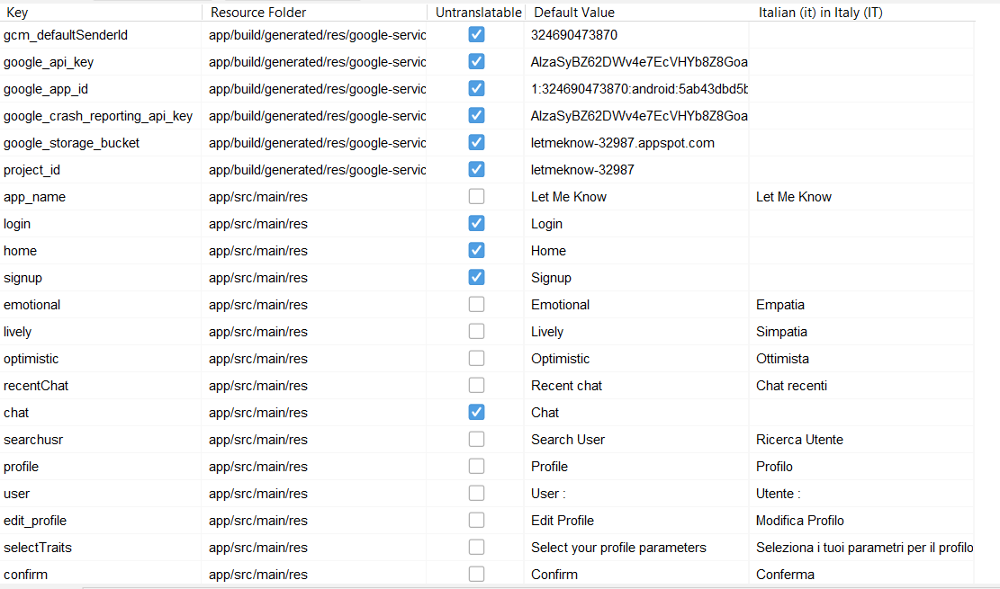 Key Resource Folder Untranslatable Default Value Italian (it) in Italy (IT)
gcm_defaultSenderId app/build/generated/res/google-servic 324690473870
google_api_key app/build/generated/res/google-servic AIzaSyBZ62DWv4e7EcVHYb8Z8Goa
google_app_id app/build/generated/res/google-servic 1:324690473870:android:5ab43dbd5b
google_crash_reporting_api_key app/build/generated/res/google-servic AIzaSyBZ62DWv4e7EcVHYb8Z8Goa
google_storage_bucket app/build/generated/res/google-servic letmeknow-32987.appspot.com
project_id app/build/generated/res/google-servic letmeknow-32987
app_name app/src/main/res Let Me Know Let Me Know
login app/src/main/res Login
home app/src/main/res Home
signup app/src/main/res Signup
emotional app/src/main/res Emotional Empatia
lively app/src/main/res Lively Simpatia
optimistic app/src/main/res Optimistic Ottimista
recentChat app/src/main/res Recent chat Chat recenti
chat app/src/main/res Chat
searchusr app/src/main/res Search User Ricerca Utente
profile app/src/main/res Profile Profilo
user app/src/main/res User : Utente :
edit_profile app/src/main/res Edit Profile Modifica Profilo
selectTraits app/src/main/res Select your profile parameters Seleziona i tuoi parametri per il profilo
confirm app/src/main/res Confirm Conferma